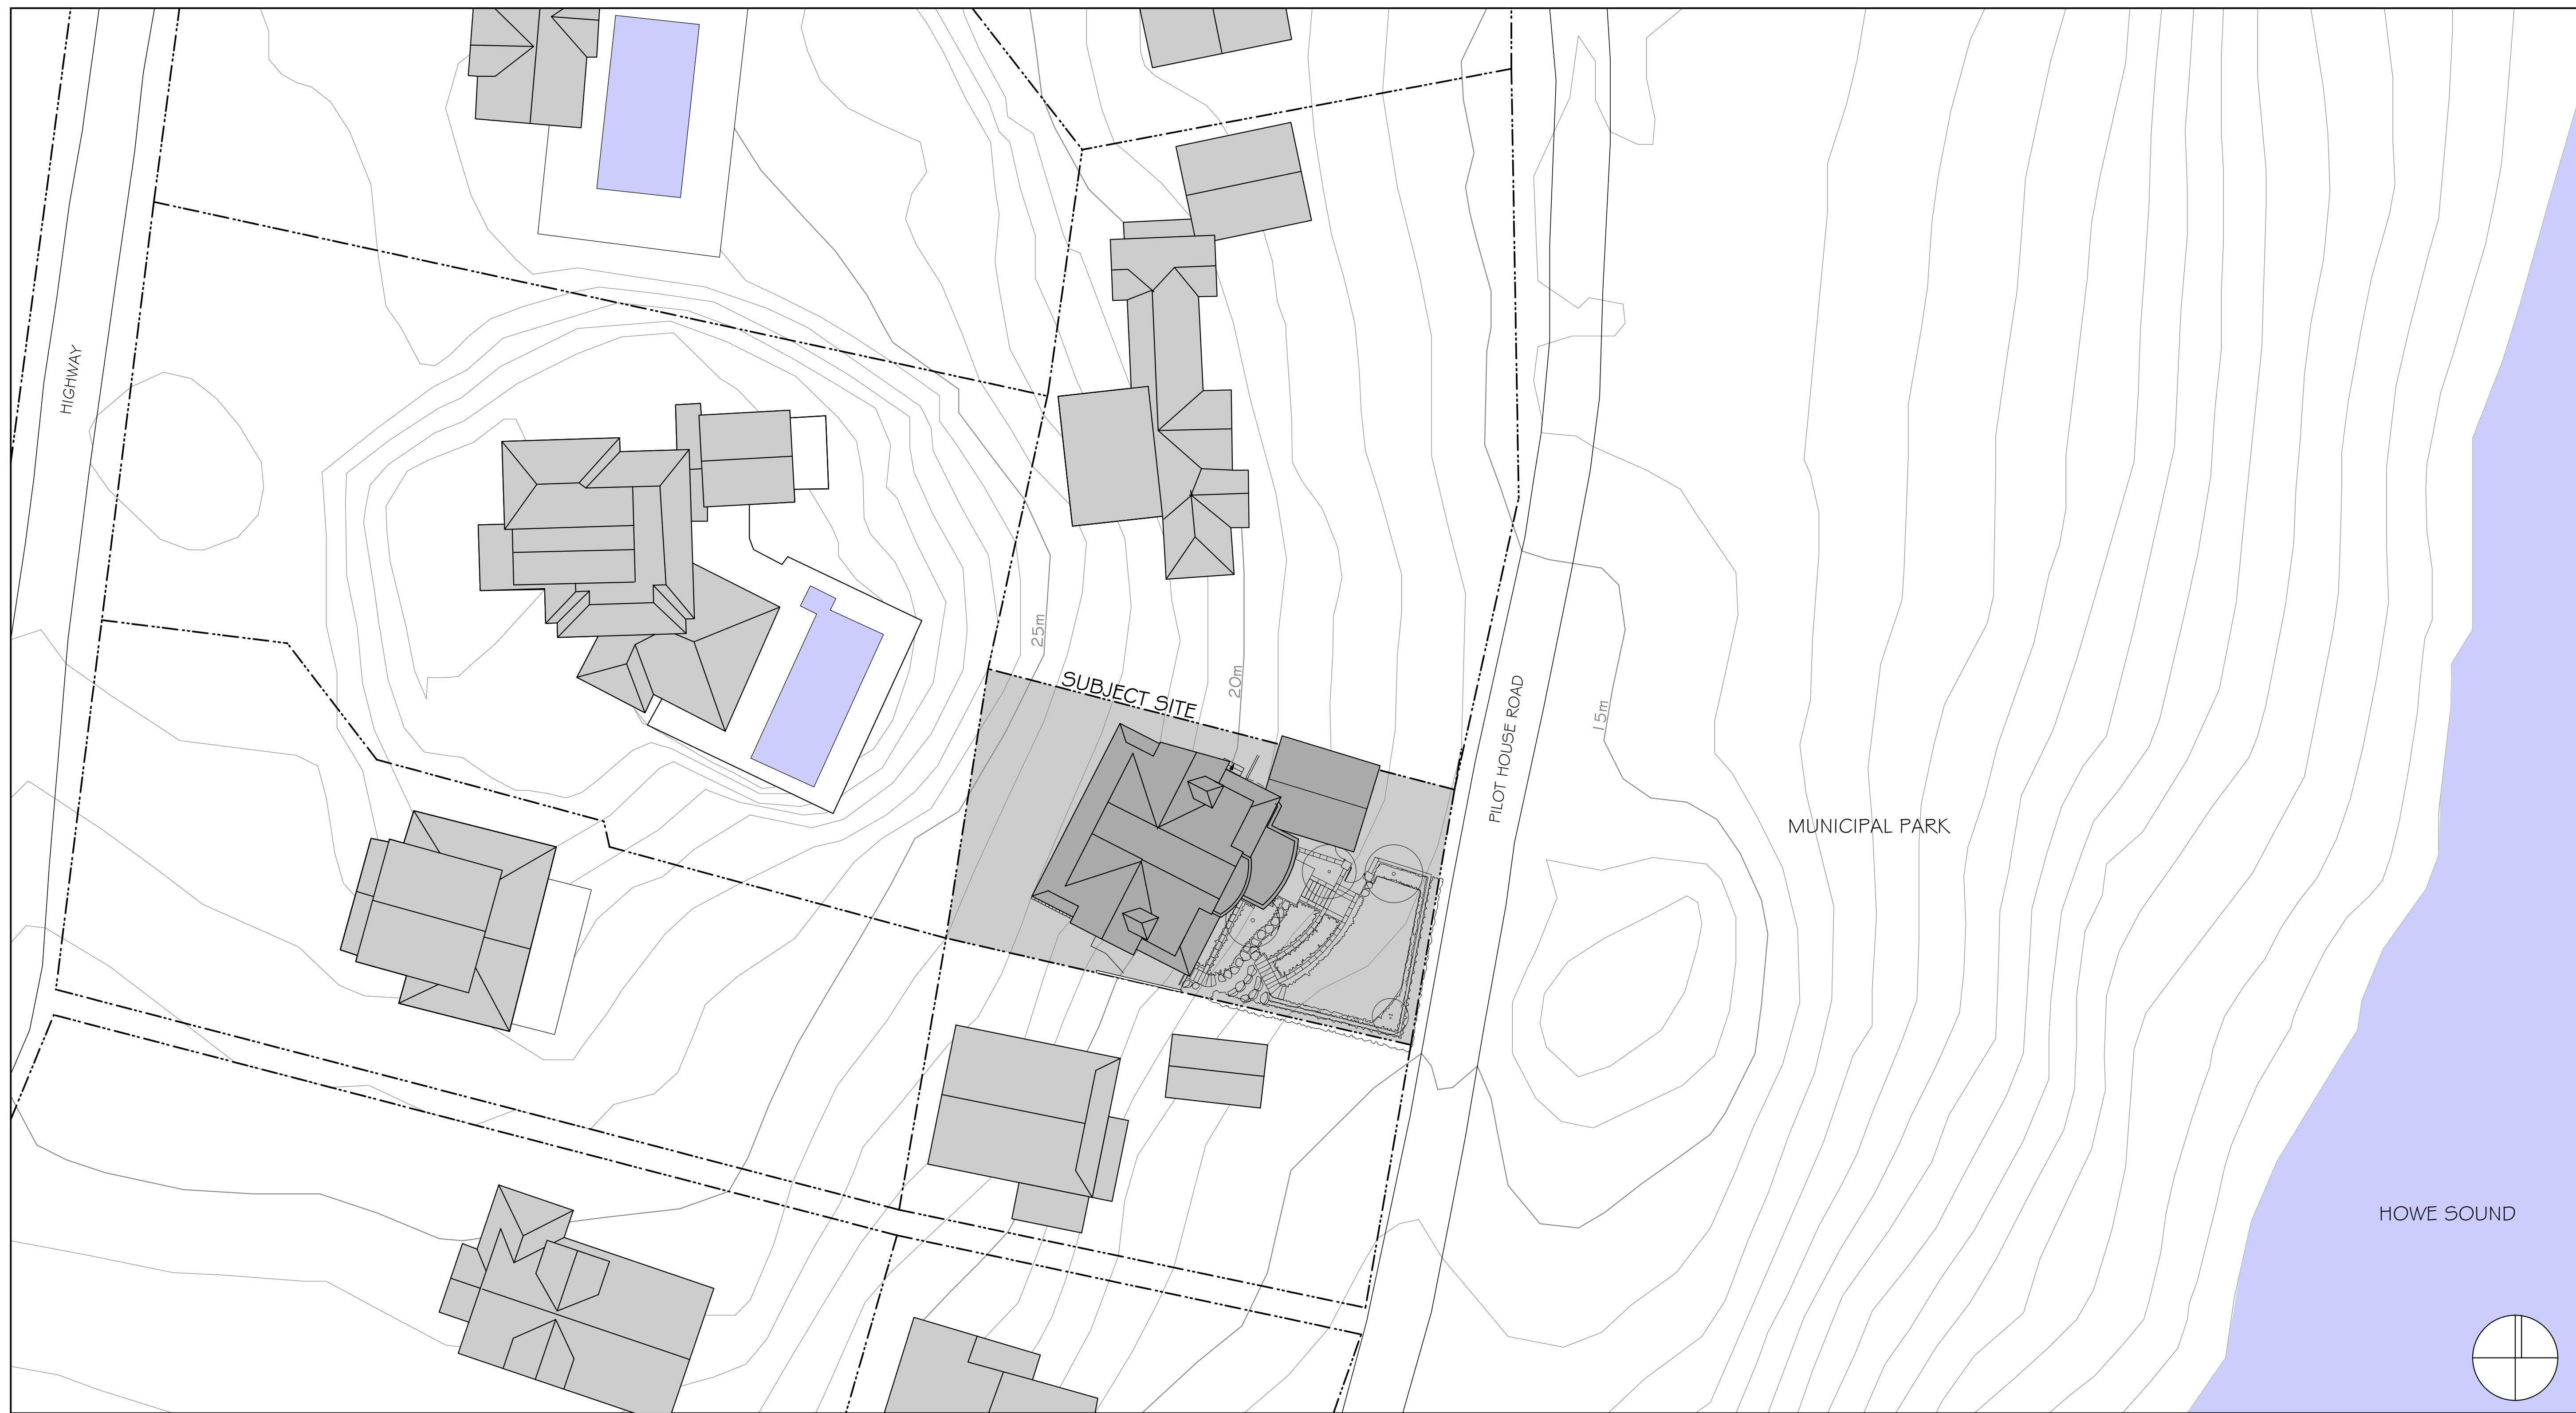 HIGHWAY
25m
SUBJECT SITE
20m
PILOT HOUSE ROAD
15m
MUNICIPAL PARK
HOWE SOUND